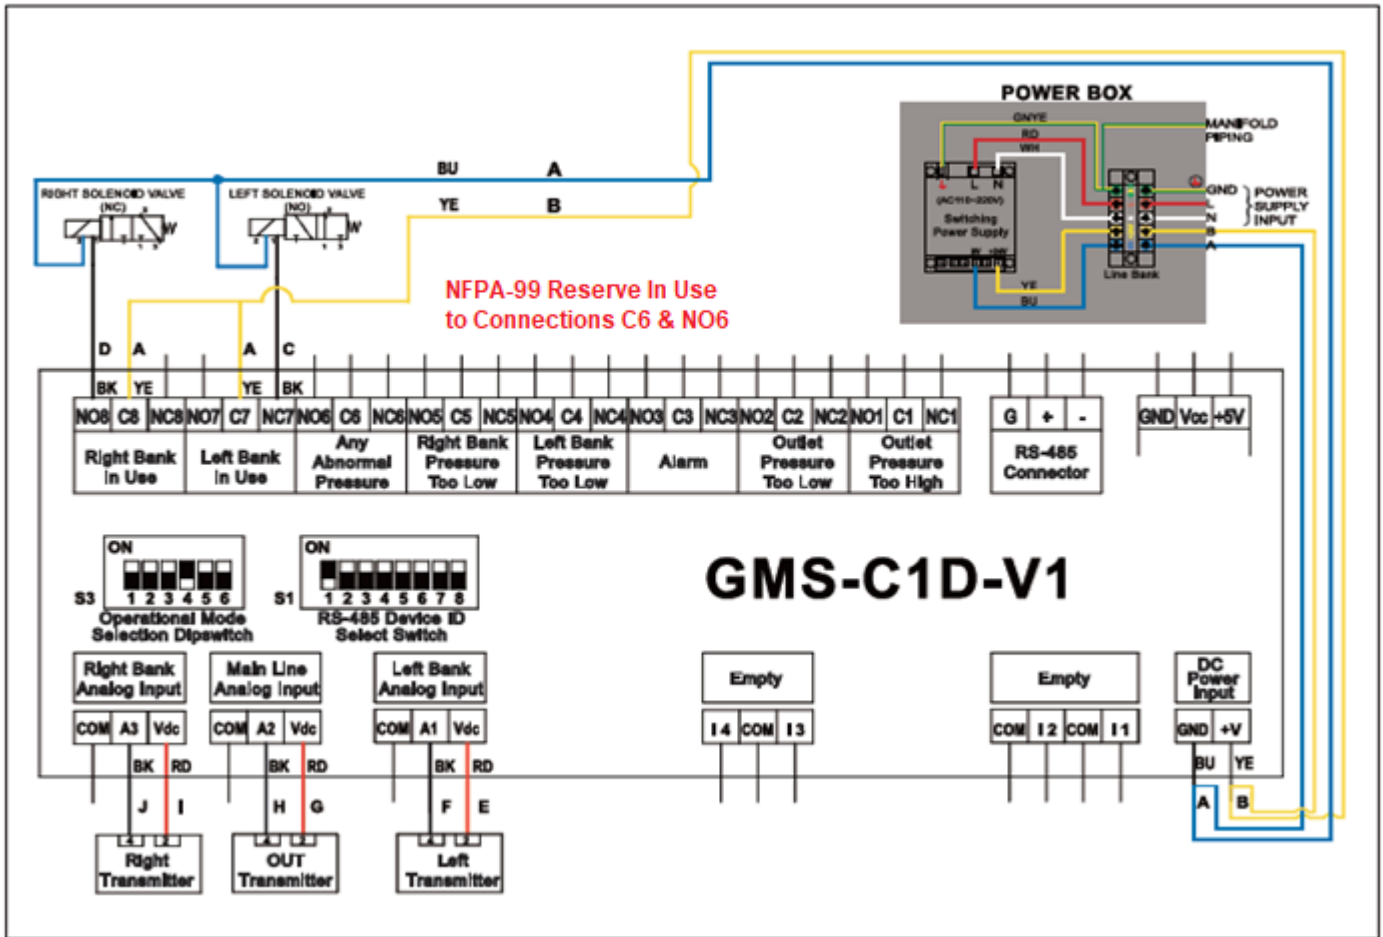 POWER BOX
GNYE
RD
WH
MANIFOLD
PIPING
L N
(AC110~220V)
Switching
Power Supply
GND
L
N
B
A
POWER
SUPPLY
INPUT
YE
BU
Line Bank
BU A
YE B
RIGHT SOLENOID VALVE
(NC)
LEFT SOLENOID VALVE
(NO)
NFPA-99 Reserve In Use
to Connections C6 & NO6
D A A C
BK YE YE BK
NO8 C8 NC8 NO7 C7 NC7 NO6 C6 NC6 NO5 C5 NC5 NO4 C4 NC4 NO3 C3 NC3 NO2 C2 NC2 NO1 C1 NC1
Right Bank
In Use
Left Bank
In Use
Any
Abnormal
Pressure
Right Bank
Pressure
Too Low
Left Bank
Pressure
Too Low
Alarm
Outlet
Pressure
Too Low
Outlet
Pressure
Too High
G + -
RS-485
Connector
GND Vcc +5V
ON
S3 1 2 3 4 5 6
Operational Mode
Selection Dipswitch
ON
S1 1 2 3 4 5 6 7 8
RS-485 Device ID
Select Switch
GMS-C1D-V1
Right Bank
Analog Input
COM A3 Vdc
BK RD
J I
4 2
Right
Transmitter
Main Line
Analog Input
COM A2 Vdc
BK RD
H G
4 2
OUT
Transmitter
Left Bank
Analog Input
COM A1 Vdc
BK RD
F E
4 2
Left
Transmitter
Empty
I4 COM I3
Empty
COM I2 COM I1
DC
Power
Input
GND +V
BU YE
A B